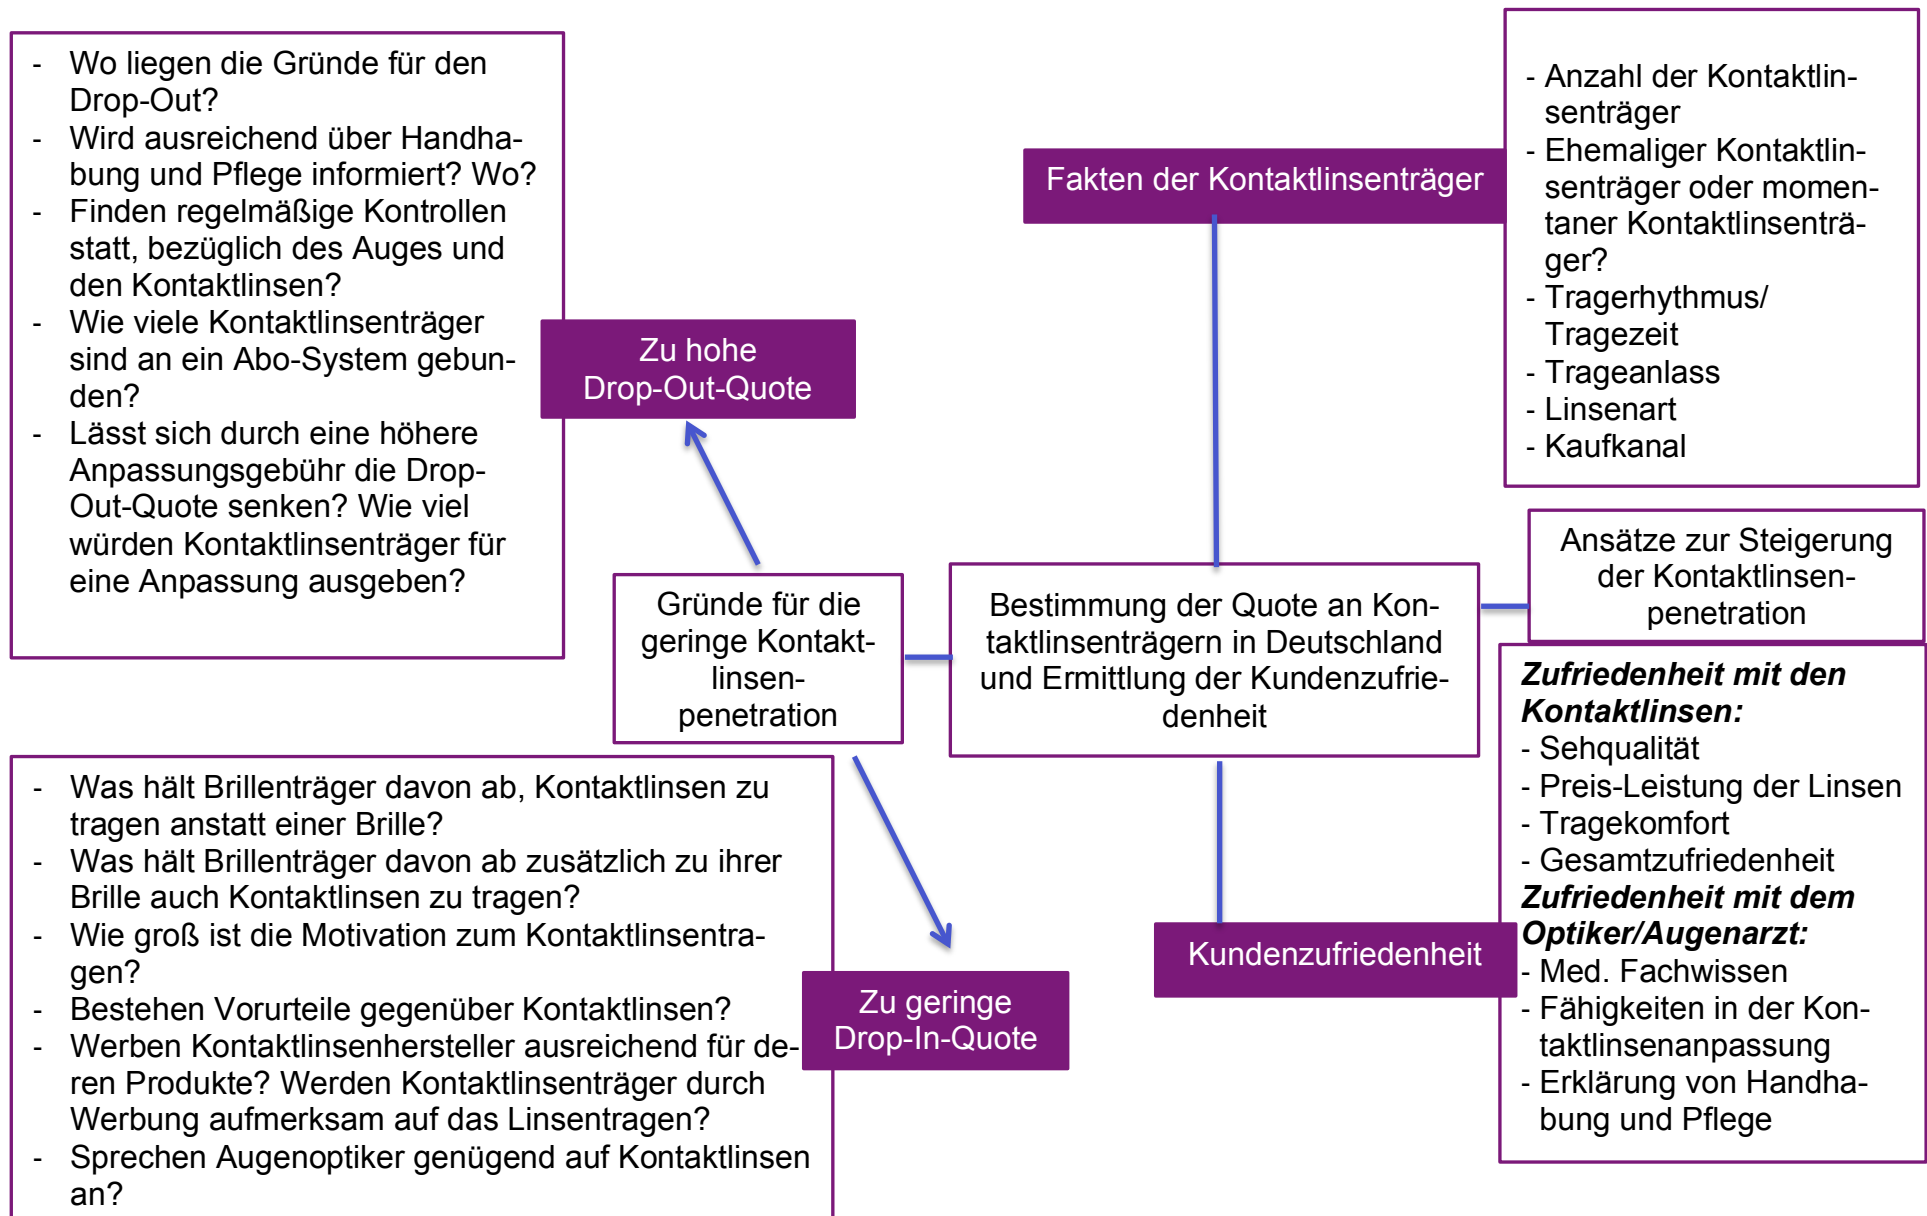 - Wo liegen die Gründe für den
Drop-Out?
- Wird ausreichend über Handha-
bung und Pflege informiert? Wo?
- Finden regelmäßige Kontrollen
statt, bezüglich des Auges und
den Kontaktlinsen?
- Wie viele Kontaktlinsenträger
sind an ein Abo-System gebun-
den?
- Lässt sich durch eine höhere
Anpassungsgebühr die Drop-
Out-Quote senken? Wie viel
würden Kontaktlinsenträger für
eine Anpassung ausgeben?
Zu hohe
Drop-Out-Quote
Fakten der Kontaktlinsenträger
- Anzahl der Kontaktlin-
senträger
- Ehemaliger Kontaktlin-
senträger oder momen-
taner Kontaktlinsenträ-
ger?
- Tragerhythmus/
Tragezeit
- Trageanlass
- Linsenart
- Kaufkanal
Gründe für die
geringe Kontakt-
linsen-
penetration
Bestimmung der Quote an Kon-
taktlinsenträgern in Deutschland
und Ermittlung der Kundenzufrie-
denheit
Ansätze zur Steigerung
der Kontaktlinsen-
penetration
- Was hält Brillenträger davon ab, Kontaktlinsen zu
tragen anstatt einer Brille?
- Was hält Brillenträger davon ab zusätzlich zu ihrer
Brille auch Kontaktlinsen zu tragen?
- Wie groß ist die Motivation zum Kontaktlinsentra-
gen?
- Bestehen Vorurteile gegenüber Kontaktlinsen?
- Werben Kontaktlinsenhersteller ausreichend für de-
ren Produkte? Werden Kontaktlinsenträger durch
Werbung aufmerksam auf das Linsentragen?
- Sprechen Augenoptiker genügend auf Kontaktlinsen
an?
Zu geringe
Drop-In-Quote
Kundenzufriedenheit
Zufriedenheit mit den
Kontaktlinsen:
- Sehqualität
- Preis-Leistung der Linsen
- Tragekomfort
- Gesamtzufriedenheit
Zufriedenheit mit dem
Optiker/Augenarzt:
- Med. Fachwissen
- Fähigkeiten in der Kon-
taktlinsenanpassung
- Erklärung von Handha-
bung und Pflege